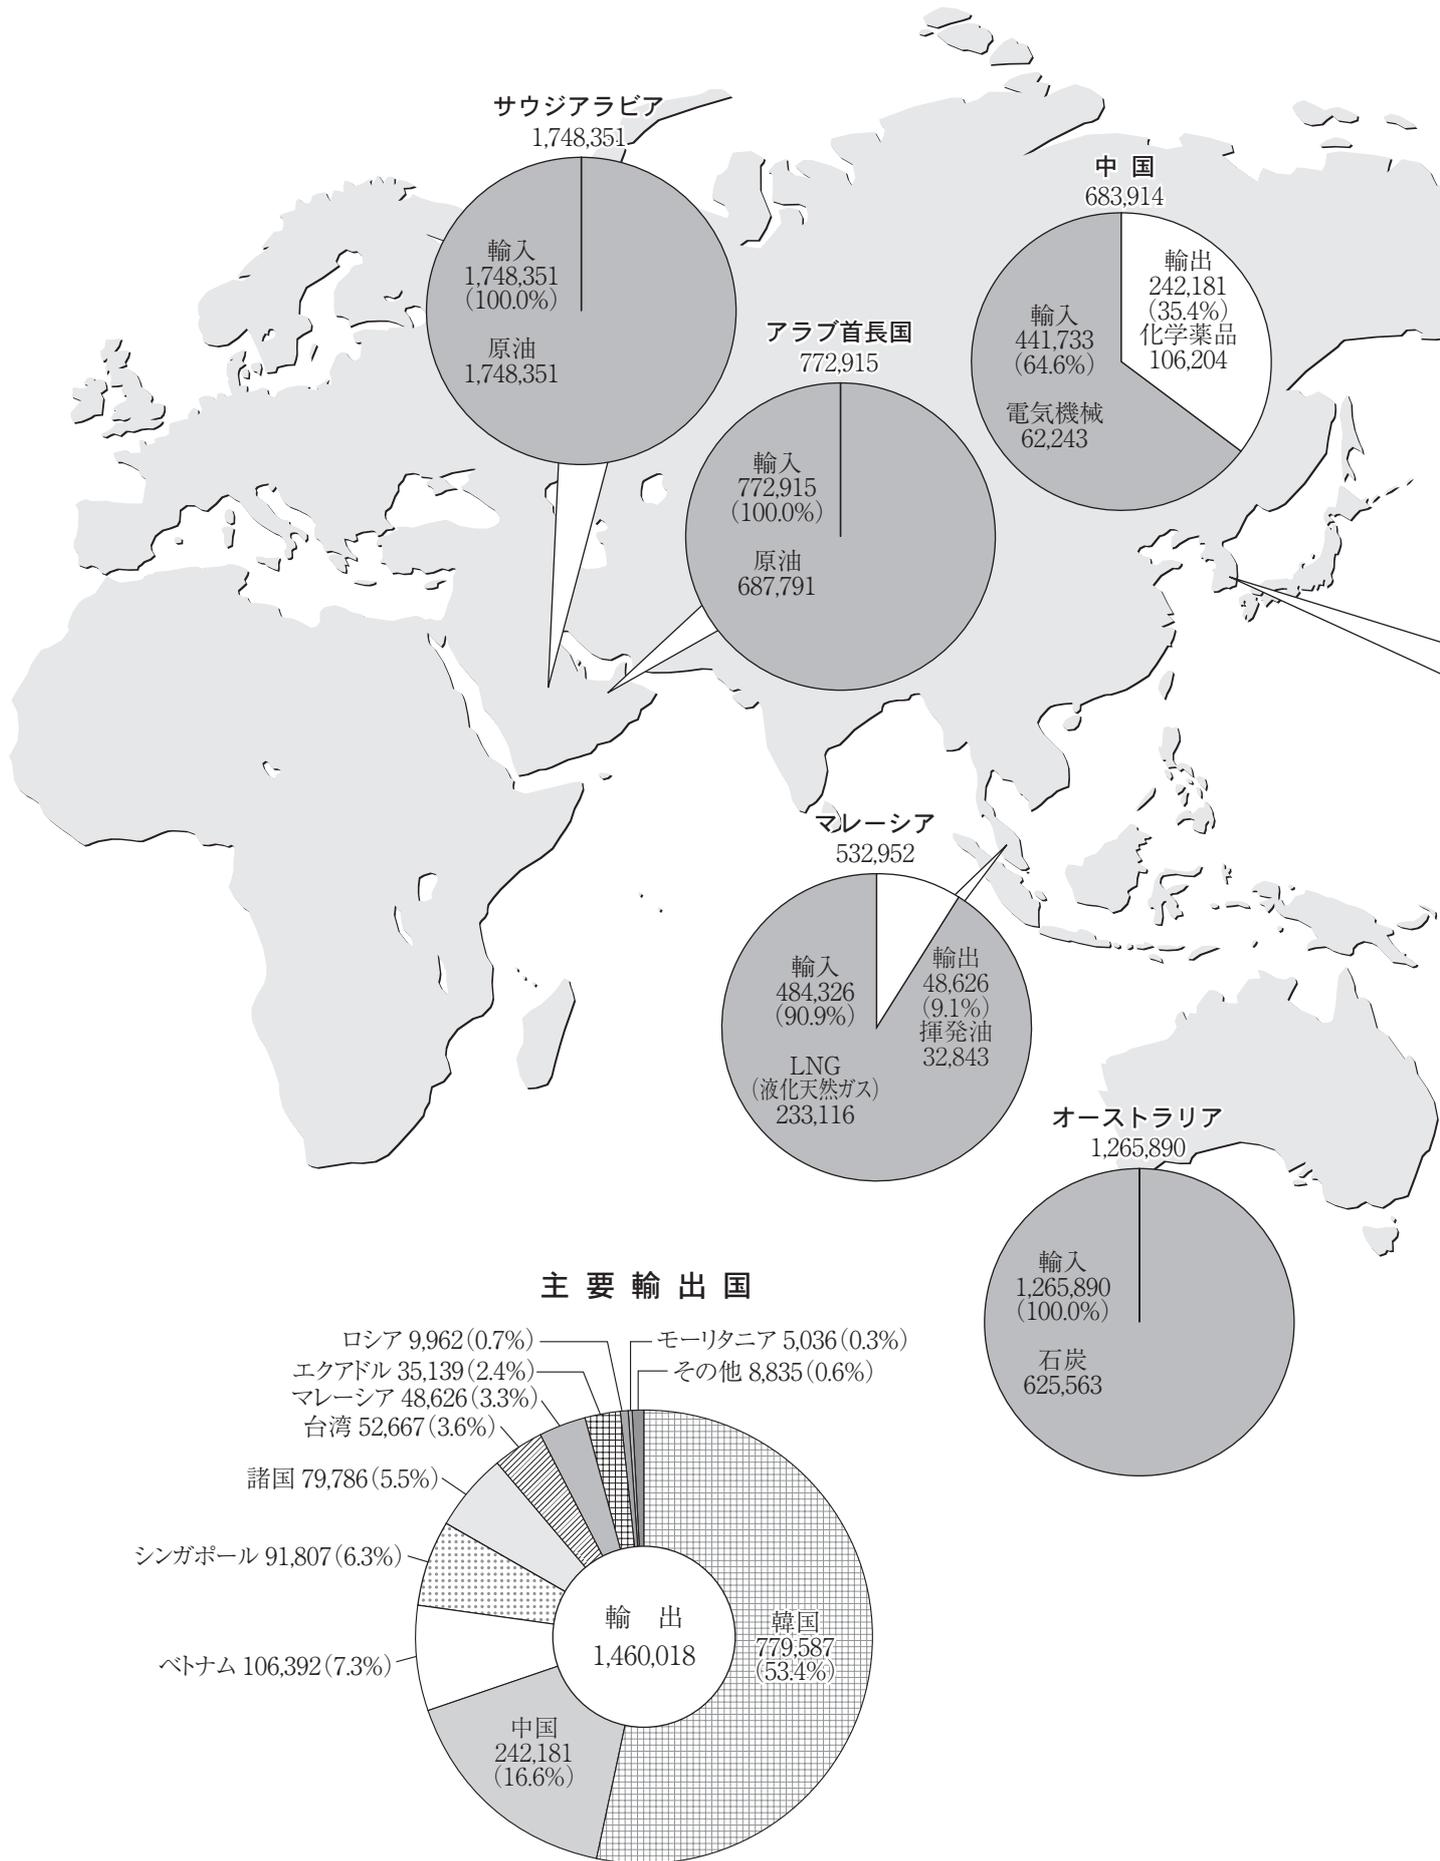 サウジアラビア
1,748,351
輸入
1,748,351
(100.0%)
原油
1,748,351
中国
683,914
輸出
242,181
(35.4%)
化学薬品
106,204
輸入
441,733
(64.6%)
電気機械
62,243
アラブ首長国
772,915
輸入
772,915
(100.0%)
原油
687,791
マレーシア
532,952
輸入
484,326
(90.9%)
LNG
(液化天然ガス)
233,116
輸出
48,626
(9.1%)
揮発油
32,843
オーストラリア
1,265,890
輸入
1,265,890
(100.0%)
石炭
625,563
主要輸出国
ロシア 9,962(0.7%)
モーリタニア 5,036(0.3%)
エクアドル 35,139(2.4%)
その他 8,835(0.6%)
マレーシア 48,626(3.3%)
台湾 52,667(3.6%)
諸国 79,786(5.5%)
シンガポール 91,807(6.3%)
ベトナム 106,392(7.3%)
輸出
1,460,018
韓国
779,587
(53.4%)
中国
242,181
(16.6%)